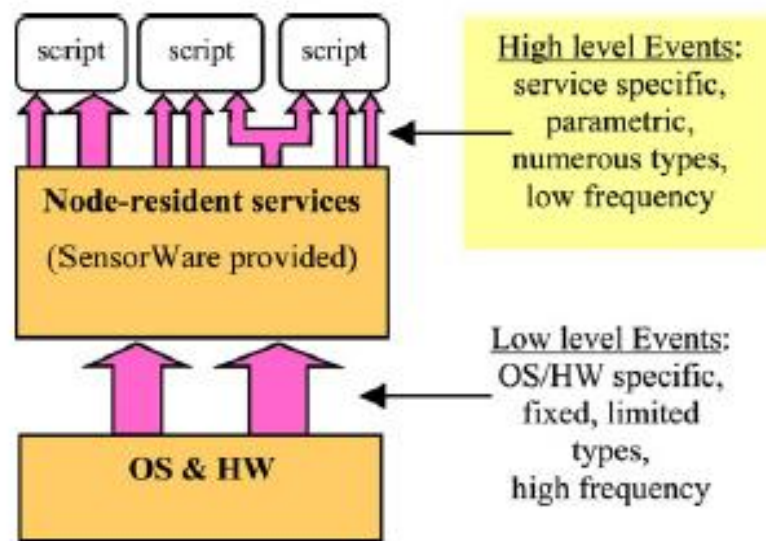 script
script
script
High level Events:
service specific,
parametric,
numerous types,
low frequency
Node-resident services
(SensorWare provided)
Low level Events:
OS/HW specific,
fixed, limited
types,
high frequency
OS & HW